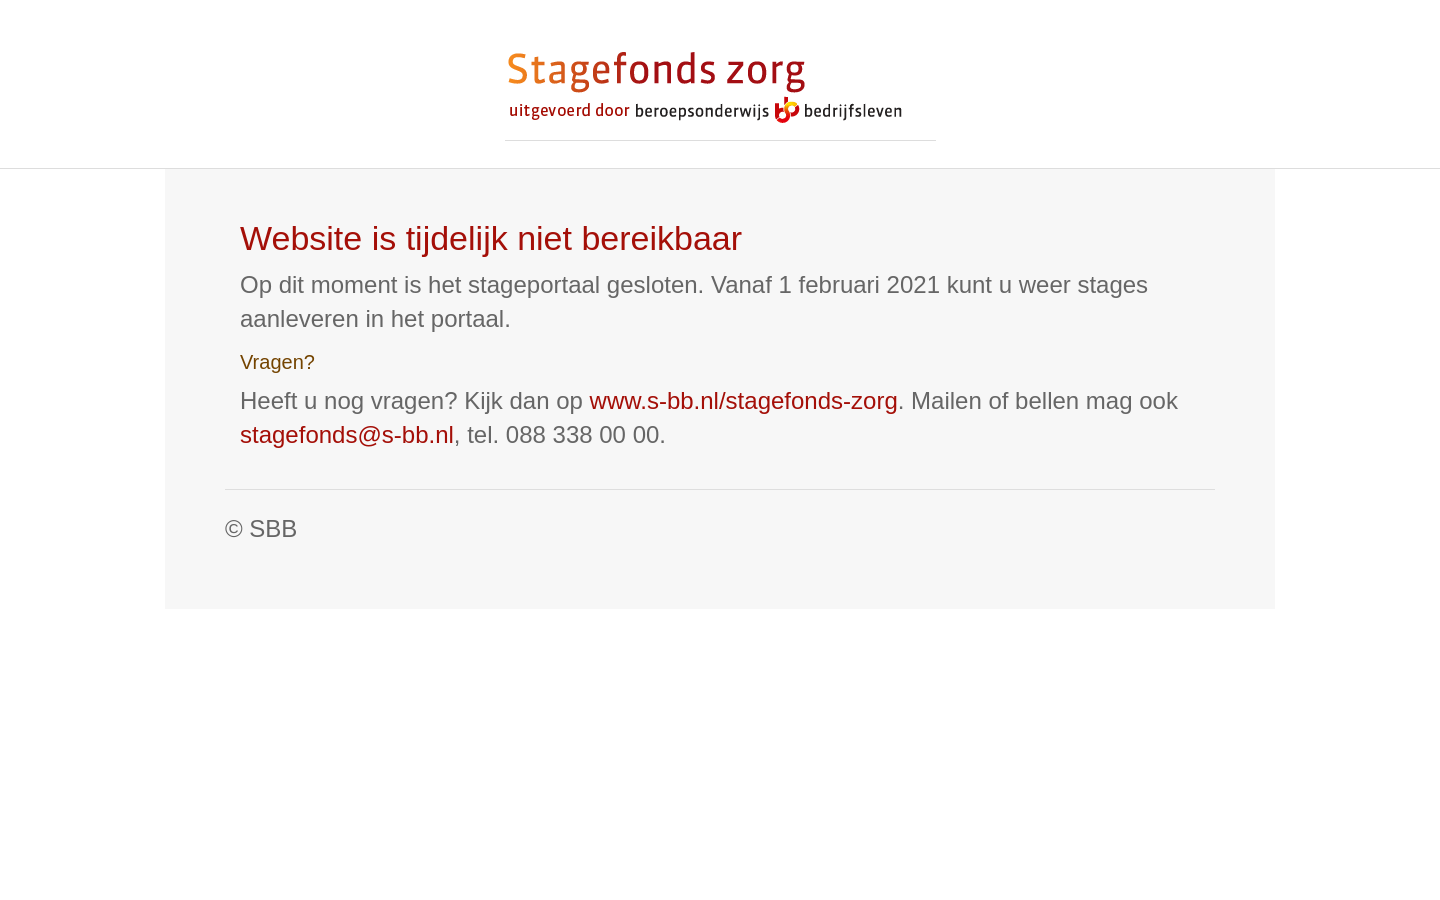 Stagefonds zorg
uitgevoerd door beroepsonderwijs bedrijfsleven
Website is tijdelijk niet bereikbaar
Op dit moment is het stageportaal gesloten. Vanaf 1 februari 2021 kunt u weer stages
aanleveren in het portaal.
Vragen?
Heeft u nog vragen? Kijk dan op www.s-bb.nl/stagefonds-zorg. Mailen of bellen mag ook
stagefonds@s-bb.nl, tel. 088 338 00 00.
© SBB